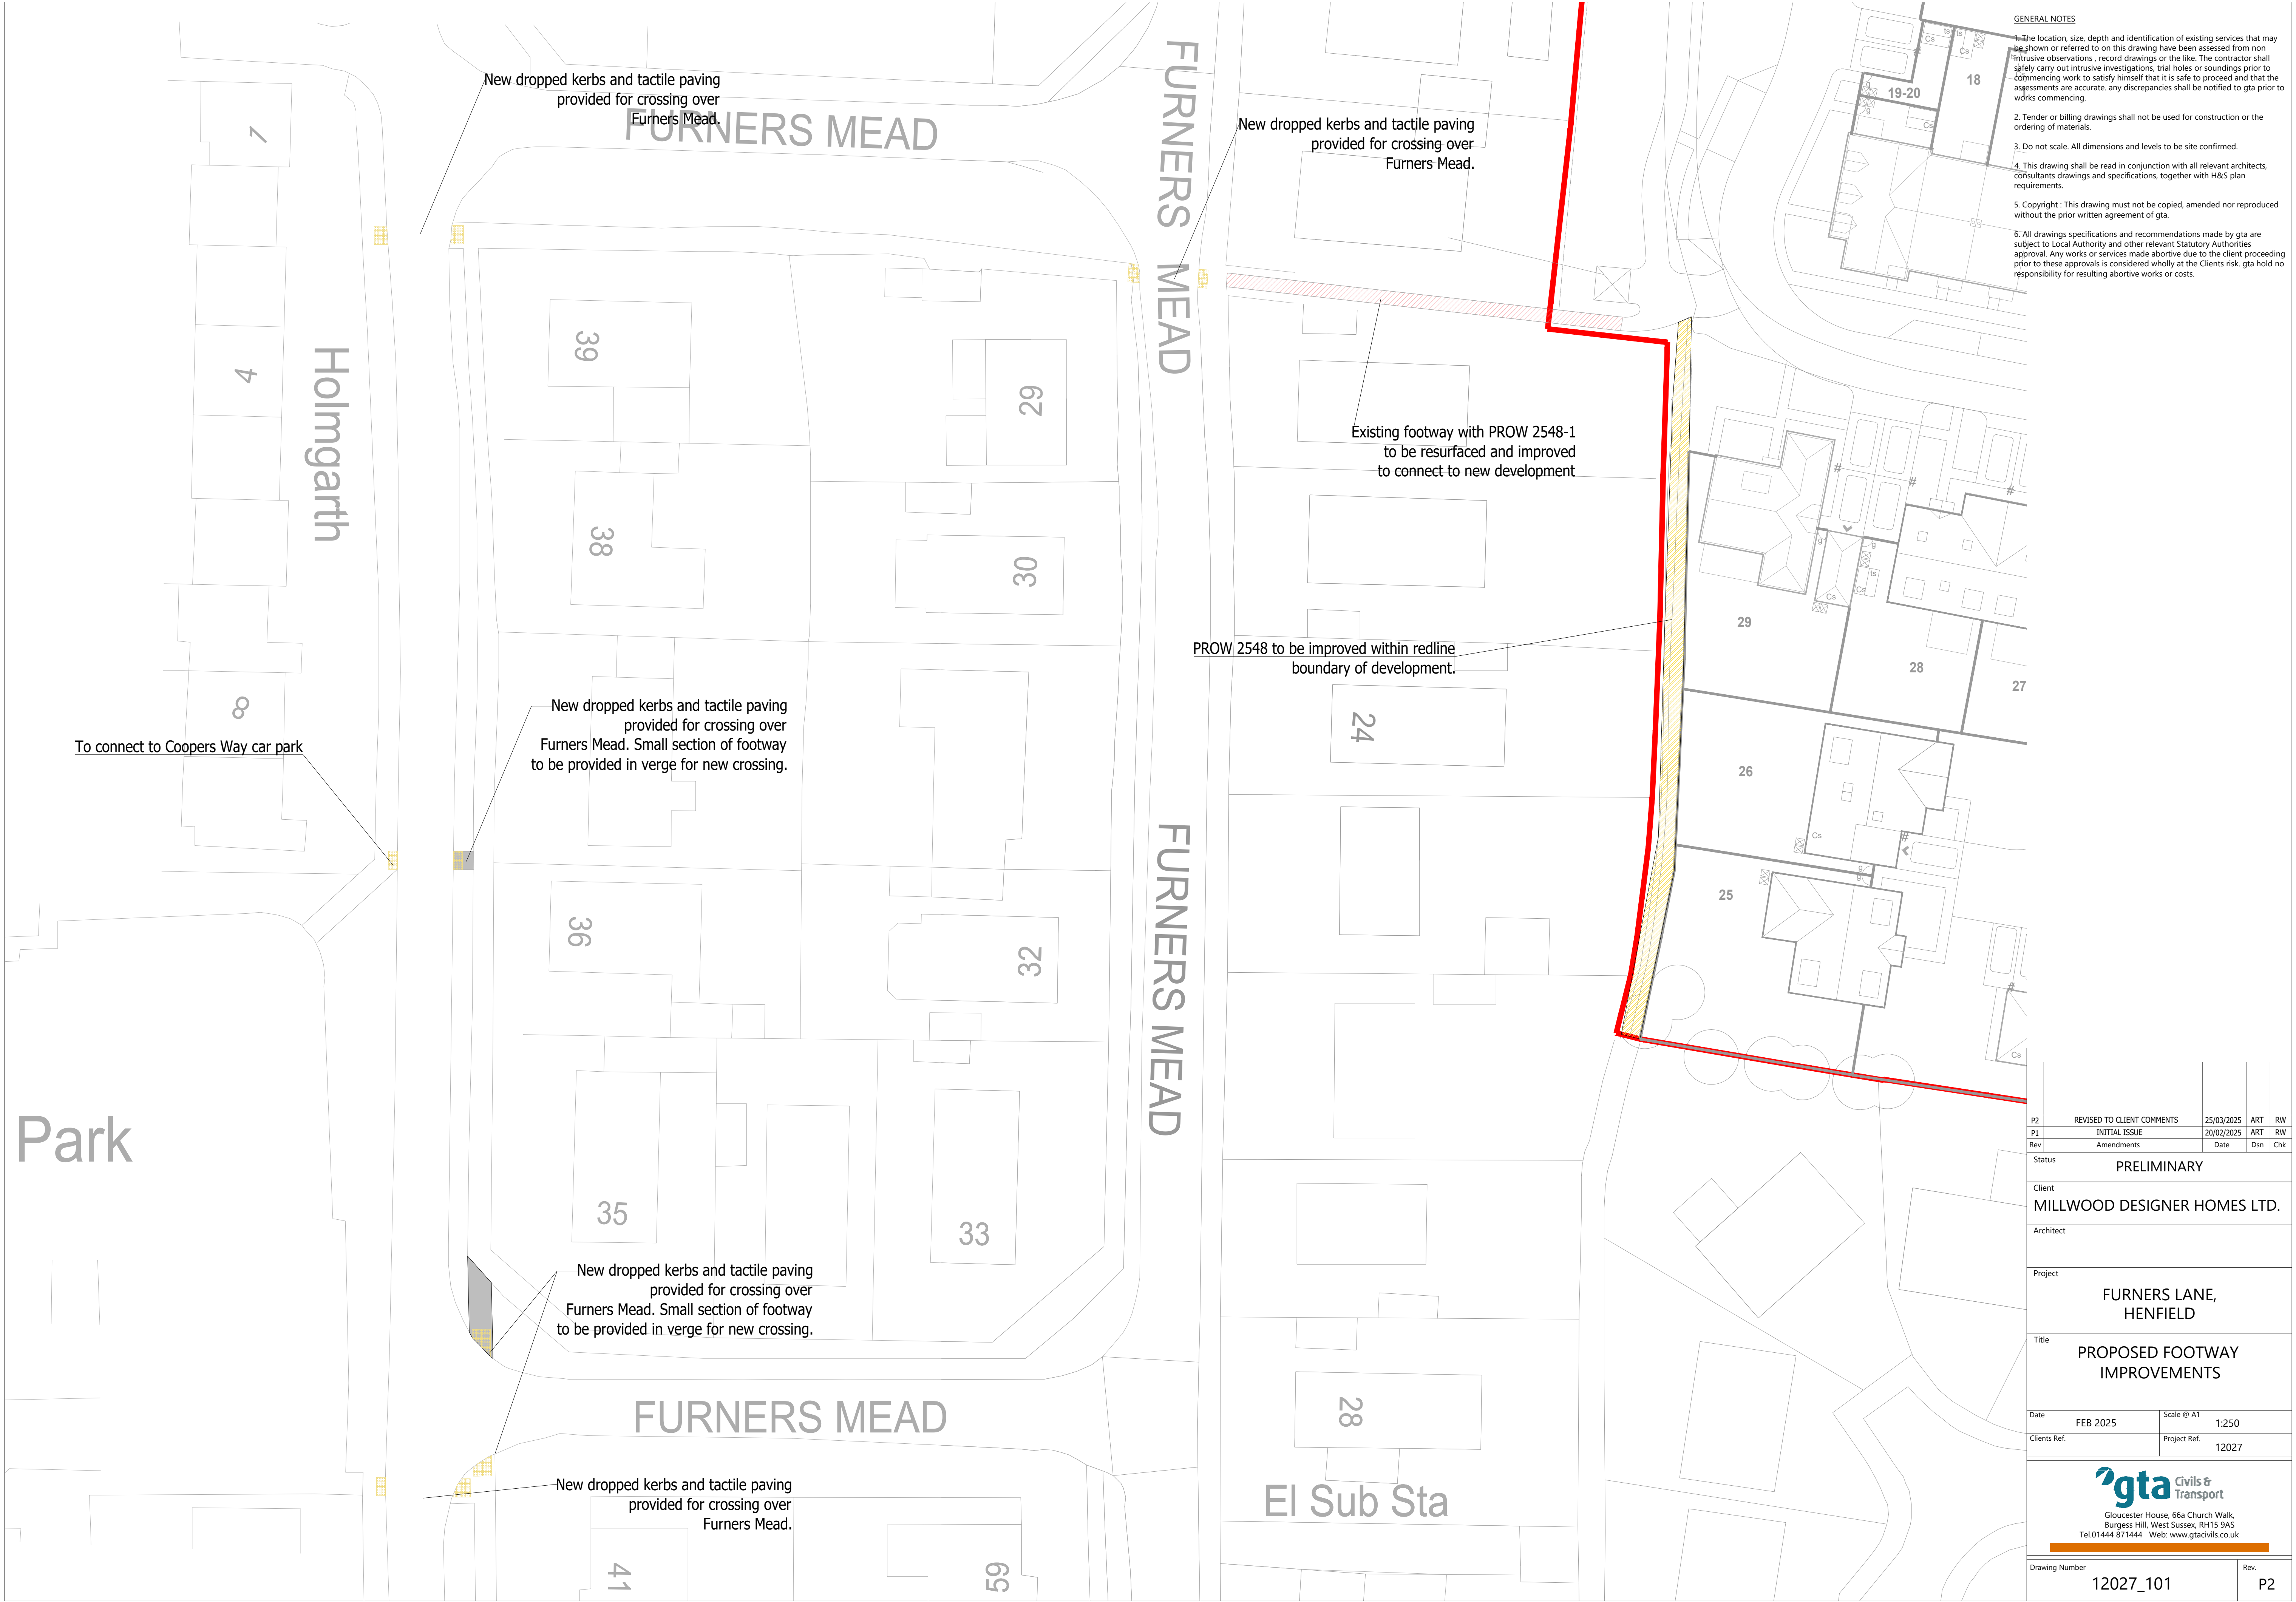 New dropped kerbs and tactile paving
provided for crossing over
Furners Mead.
FURNERS MEAD
FURNERS MEAD
New dropped kerbs and tactile paving
provided for crossing over
Furners Mead.
1
4
8
Holmgarth
39
38
36
35
29
30
32
33
Existing footway with PROW 2548-1
to be resurfaced and improved
to connect to new development
PROW 2548 to be improved within redline
boundary of development.
24
New dropped kerbs and tactile paving
provided for crossing over
Furners Mead. Small section of footway
to be provided in verge for new crossing.
To connect to Coopers Way car park
FURNERS MEAD
Park
New dropped kerbs and tactile paving
provided for crossing over
Furners Mead. Small section of footway
to be provided in verge for new crossing.
FURNERS MEAD
28
New dropped kerbs and tactile paving
provided for crossing over
Furners Mead.
El Sub Sta
41
59
19-20
18
29
28
27
26
25
Cs
ts
ts
Cs
g
g
Cs
#
#
#
g
g
ts
Cs
Cs
Cs
#
g
g
#
Cs
GENERAL NOTES
1. The location, size, depth and identification of existing services that may
be shown or referred to on this drawing have been assessed from non
intrusive observations , record drawings or the like. The contractor shall
safely carry out intrusive investigations, trial holes or soundings prior to
commencing work to satisfy himself that it is safe to proceed and that the
assessments are accurate. any discrepancies shall be notified to gta prior to
works commencing.
2. Tender or billing drawings shall not be used for construction or the
ordering of materials.
3. Do not scale. All dimensions and levels to be site confirmed.
4. This drawing shall be read in conjunction with all relevant architects,
consultants drawings and specifications, together with H&S plan
requirements.
5. Copyright : This drawing must not be copied, amended nor reproduced
without the prior written agreement of gta.
6. All drawings specifications and recommendations made by gta are
subject to Local Authority and other relevant Statutory Authorities
approval. Any works or services made abortive due to the client proceeding
prior to these approvals is considered wholly at the Clients risk. gta hold no
responsibility for resulting abortive works or costs.
P2 REVISED TO CLIENT COMMENTS 25/03/2025 ART RW
P1 INITIAL ISSUE 20/02/2025 ART RW
Rev Amendments Date Dsn Chk
Status
PRELIMINARY
Client
MILLWOOD DESIGNER HOMES LTD.
Architect
Project
FURNERS LANE,
HENFIELD
Title
PROPOSED FOOTWAY
IMPROVEMENTS
Date Scale @ A1
FEB 2025 1:250
Clients Ref. Project Ref.
12027
gta Civils &
Transport
Gloucester House, 66a Church Walk,
Burgess Hill, West Sussex, RH15 9AS
Tel.01444 871444 Web: www.gtacivils.co.uk
Drawing Number Rev.
12027_101 P2